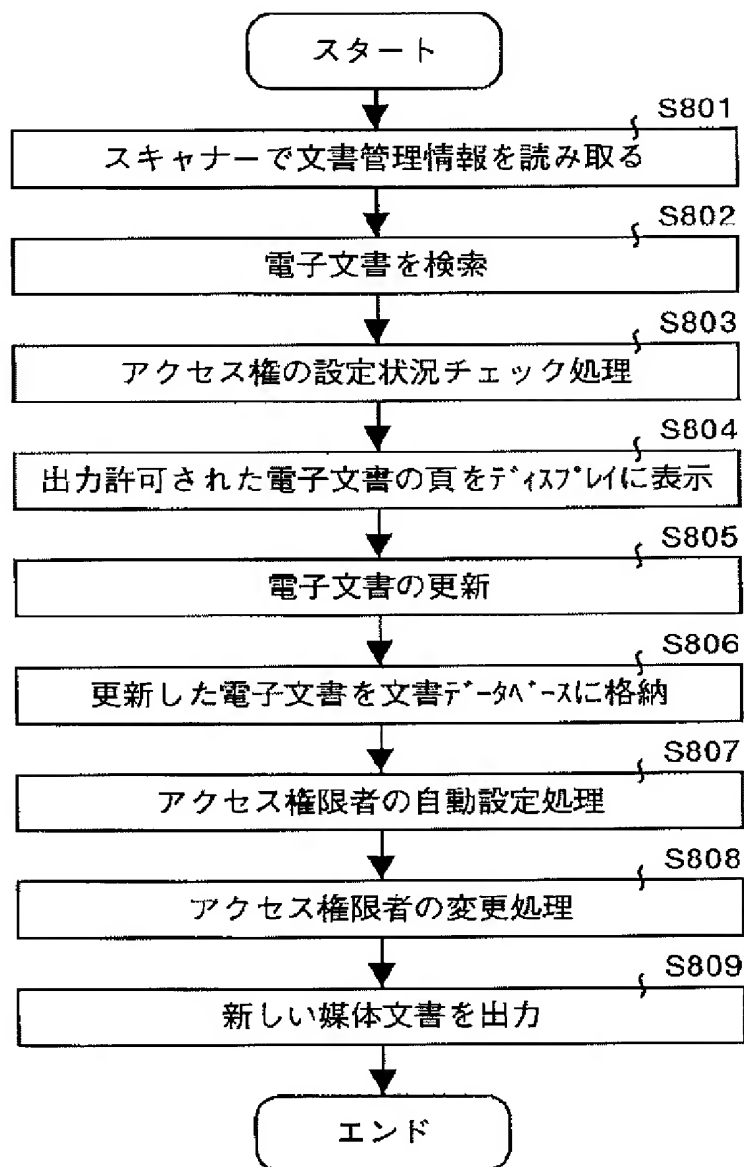 スタート
S801
スキャナーで文書管理情報を読み取る
S802
電子文書を検索
S803
アクセス権の設定状況チェック処理
S804
出力許可された電子文書の頁をディスプレイに表示
S805
電子文書の更新
S806
更新した電子文書を文書データベースに格納
S807
アクセス権限者の自動設定処理
S808
アクセス権限者の変更処理
S809
新しい媒体文書を出力
エンド